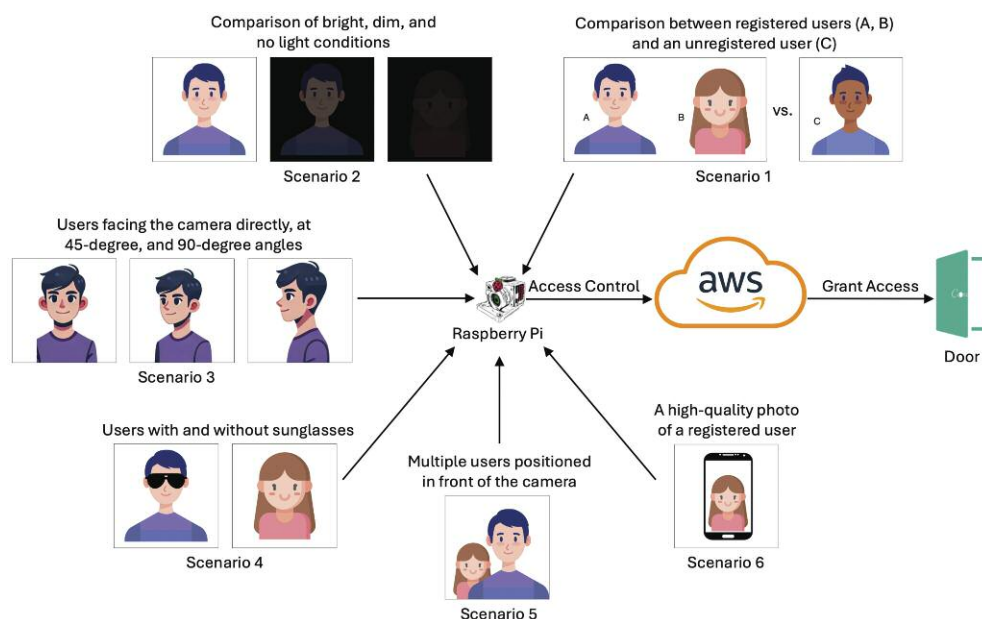 Comparison of bright, dim, and
no light conditions
Scenario 2
Comparison between registered users (A, B)
and an unregistered user (C)
A
B
vs.
C
Scenario 1
Users facing the camera directly, at
45-degree, and 90-degree angles
Scenario 3
Raspberry Pi
Access Control
aws
Grant Access
Door
Users with and without sunglasses
Scenario 4
Multiple users positioned
in front of the camera
Scenario 5
A high-quality photo
of a registered user
Scenario 6